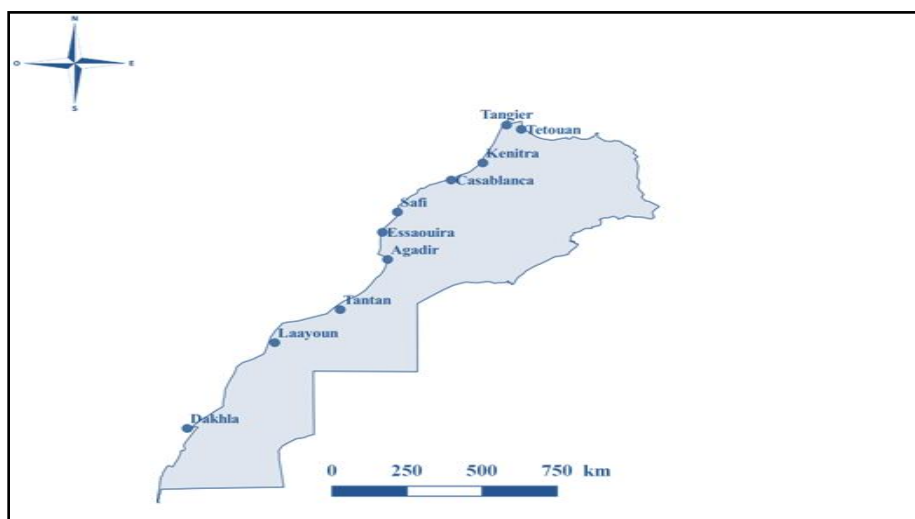 N
O
E
S
Tangier
Tetouan
Kenitra
Casablanca
Safi
Essaouira
Agadir
Tantan
Laayoun
Dakhla
0 250 500 750 km